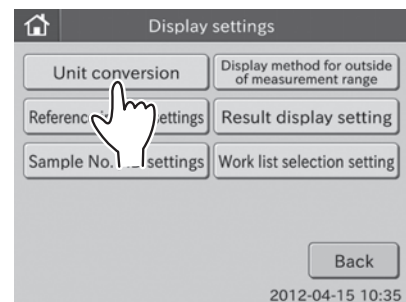 Display settings
Unit conversion
Display method for outside
of measurement range
Result display setting
settings
Work list selection setting
Sample No.
settings
Back
2012-04-15 10:35